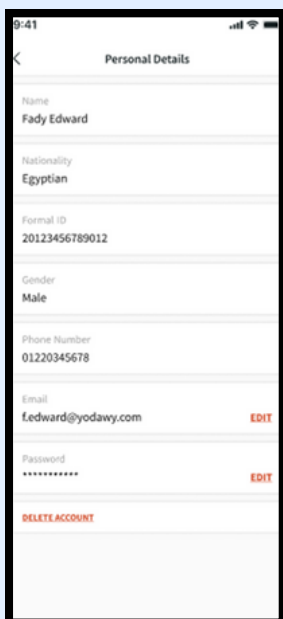 9:41
Personal Details
Name
Fady Edward
Nationality
Egyptian
Formal ID
20123456789012
Gender
Male
Phone Number
01220345678
Email
f.edward@yodawy.com EDIT
Password
*********** EDIT
DELETE ACCOUNT